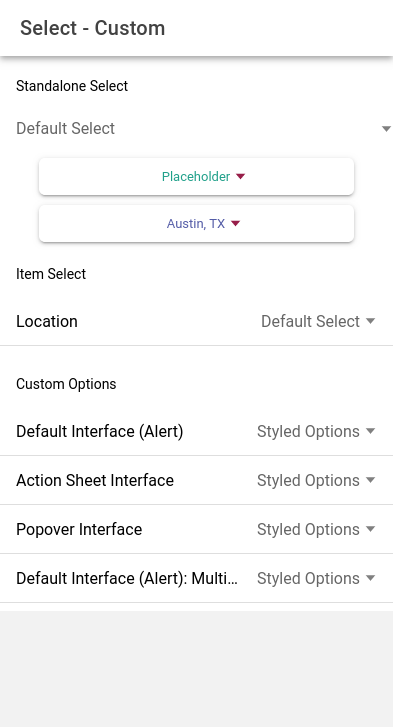 Select - Custom
Standalone Select
Default Select
Placeholder
Austin, TX
Item Select
Location Default Select
Custom Options
Default Interface (Alert) Styled Options
Action Sheet Interface Styled Options
Popover Interface Styled Options
Default Interface (Alert): Multi... Styled Options